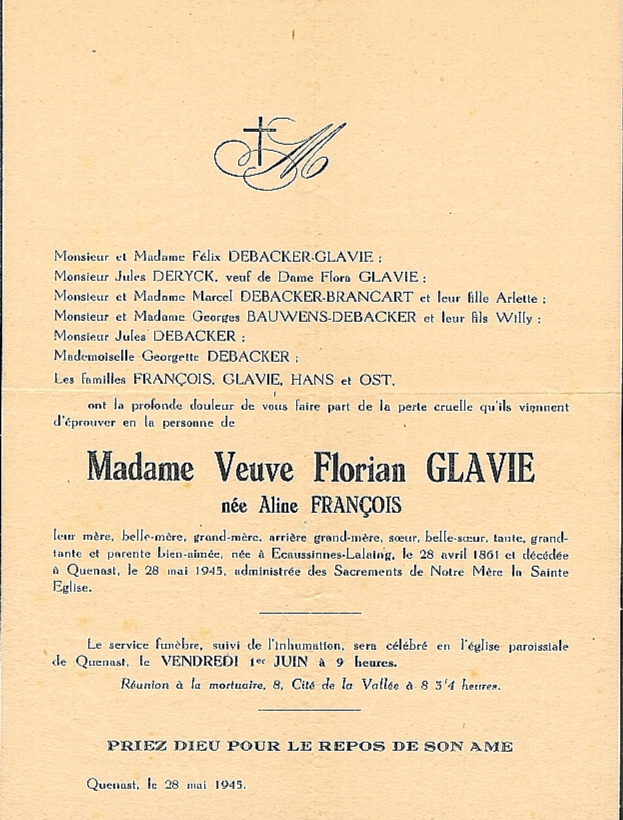 M
Monsieur et Madame Félix DEBACKER-GLAVIE ;
Monsieur Jules DERYCK, veuf de Dame Flora GLAVIE ;
Monsieur et Madame Marcel DEBACKER-BRANCART et leur fille Arlette ;
Monsieur et Madame Georges BAUWENS-DEBACKER et leur fils Willy ;
Monsieur Jules DEBACKER ;
Mademoiselle Georgette DEBACKER ;
Les familles FRANÇOIS, GLAVIE, HANS et OST,
ont la profonde douleur de vous faire part de la perte cruelle qu'ils viennent
d'éprouver en la personne de
Madame Veuve Florian GLAVIE
née Aline FRANÇOIS
leur mère, belle-mère, grand-mère, arrière grand-mère, sœur, belle-sœur, tante, grand-
tante et parente bien-aimée, née à Ecaussinnes-Lalaing, le 28 avril 1861 et décédée
à Quenast, le 28 mai 1945, administrée des Sacrements de Notre Mère la Sainte
Eglise.
Le service funèbre, suivi de l'inhumation, sera célébré en l'église paroissiale
de Quenast, le VENDREDI 1er JUIN à 9 heures.
Réunion à la mortuaire, 8, Cité de la Vallée à 8 3/4 heures.
PRIEZ DIEU POUR LE REPOS DE SON AME
Quenast, le 28 mai 1945.